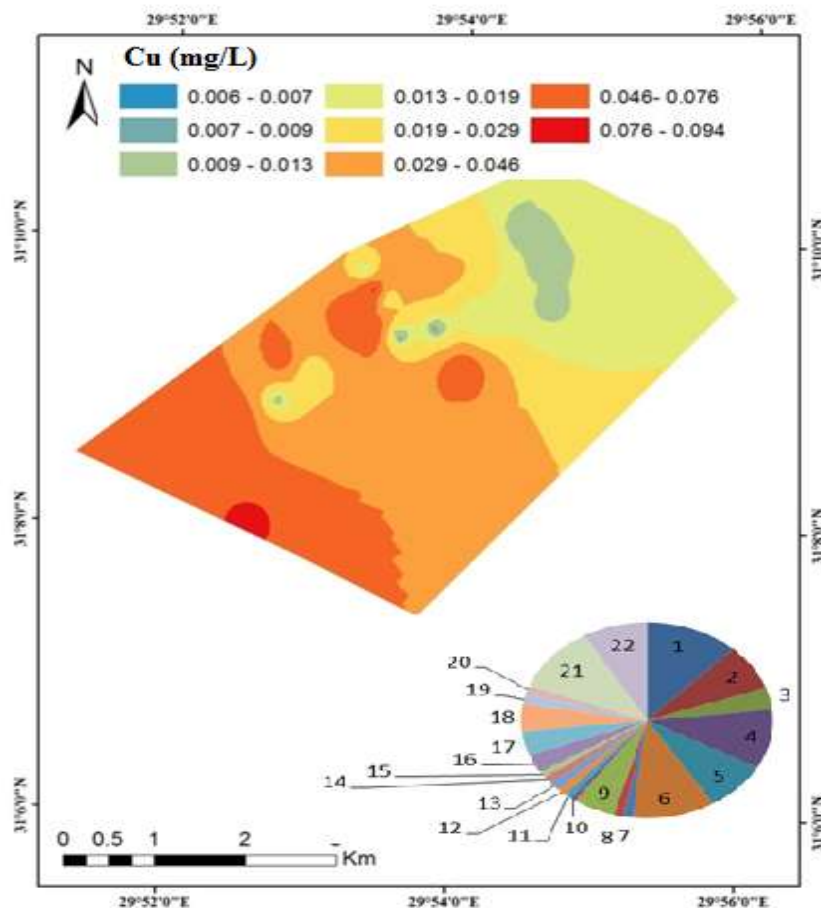 29°52'0"E 29°54'0"E 29°56'0"E
Cu (mg/L)
N
0.006 - 0.007 0.013 - 0.019 0.046- 0.076
0.007 - 0.009 0.019 - 0.029 0.076 - 0.094
0.009 - 0.013 0.029 - 0.046
31°10'0"N
31°8'0"N
31°6'0"N
22 1
21 2
20 3
19
18 4
17
16 5
15
14 9 6
13
12
11 10 8 7
0 0.5 1 2
Km
29°52'0"E 29°54'0"E 29°56'0"E